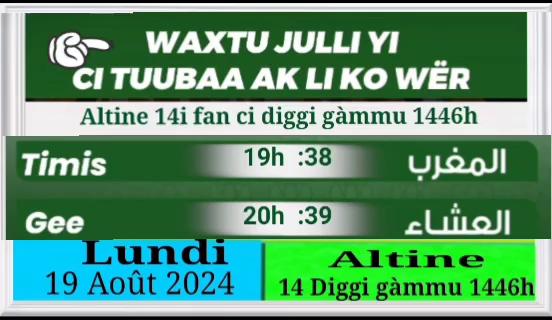 WAXTU JULLI YI
CI TUUBAA AK LI KO WËR
Altine 14i fan ci diggi gàmmu 1446h
Timis 19h :38 المغرب
Gee 20h :39 العشاء
Lundi
19 Août 2024
Altine
14 Diggi gàmmu 1446h